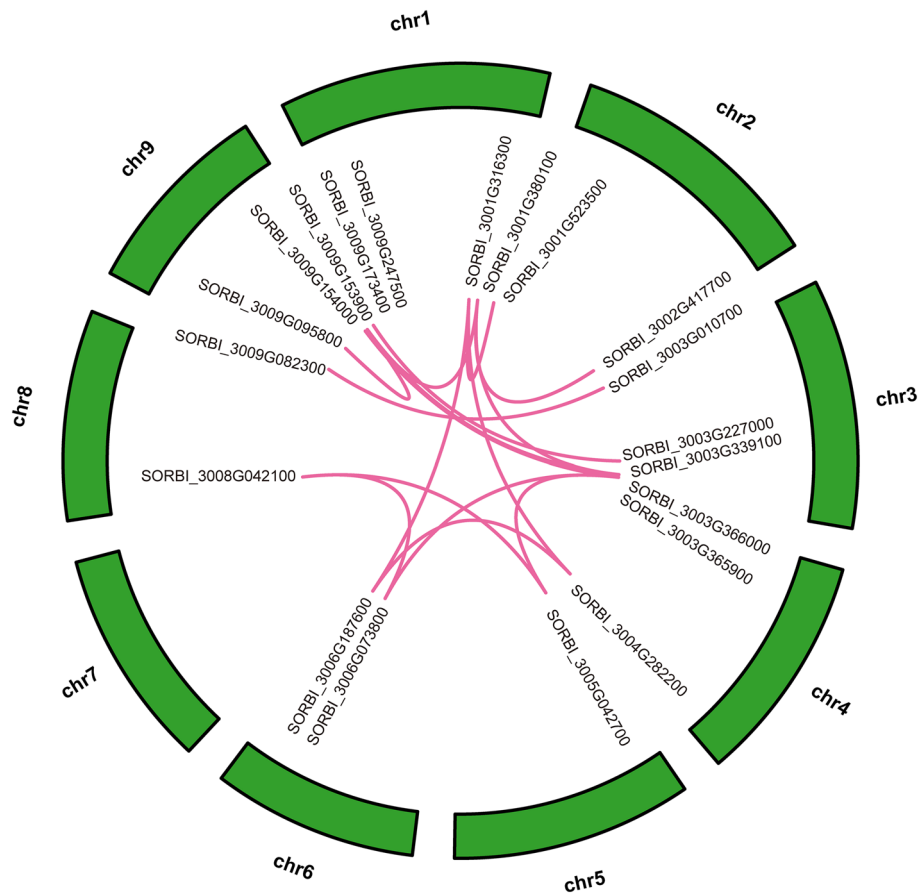 chr1
chr2
chr3
chr4
chr5
chr6
chr7
chr8
chr9
SORBI_3001G316300
SORBI_3001G380100
SORBI_3001G523500
SORBI_3002G417700
SORBI_3003G010700
SORBI_3003G227000
SORBI_3003G339100
SORBI_3003G366000
SORBI_3003G365900
SORBI_3004G282200
SORBI_3005G042700
SORBI_3006G073800
SORBI_3006G187600
SORBI_3008G042100
SORBI_3009G082300
SORBI_3009G095800
SORBI_3009G154000
SORBI_3009G153900
SORBI_3009G173400
SORBI_3009G247500